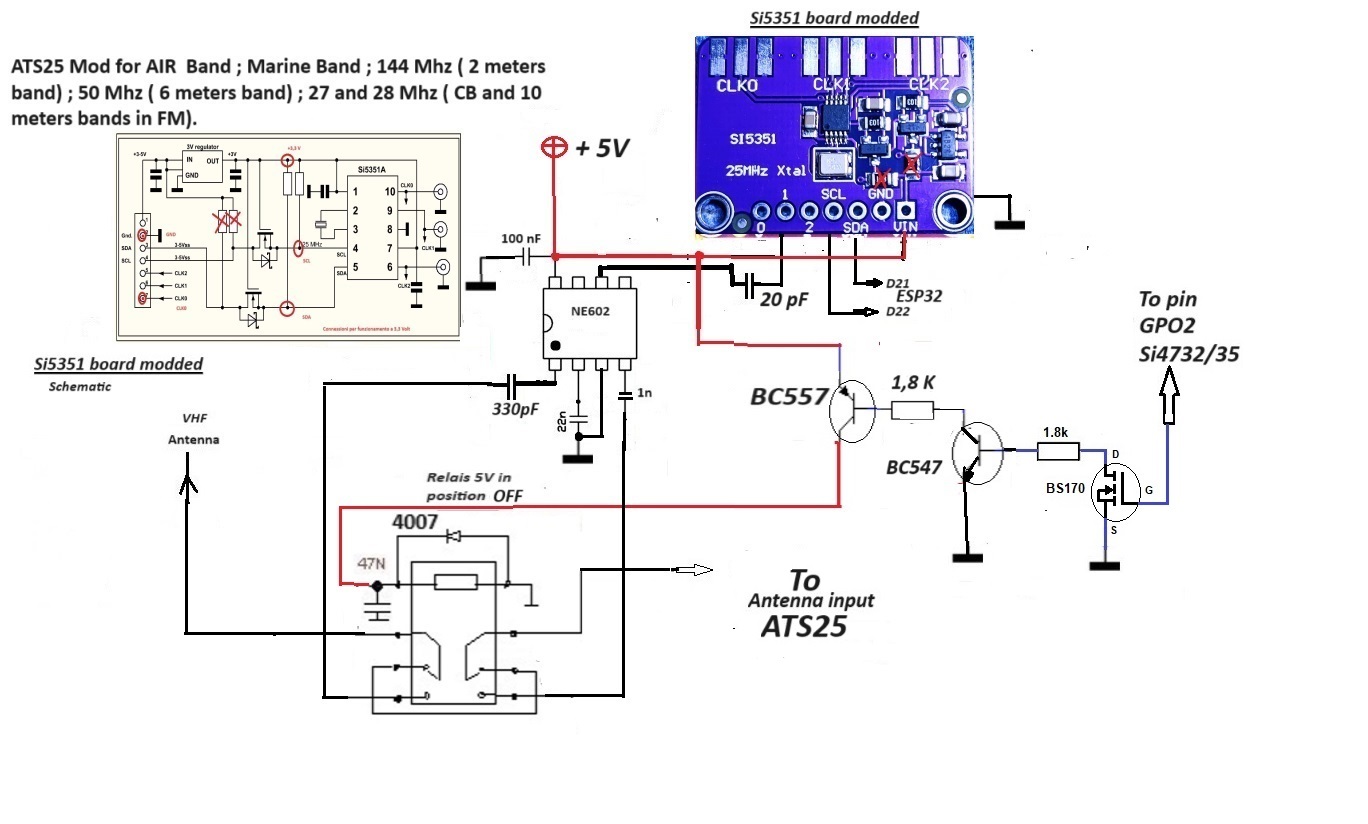 Si5351 board modded
ATS25 Mod for AIR Band ; Marine Band ; 144 Mhz ( 2 meters
band) ; 50 Mhz ( 6 meters band) ; 27 and 28 Mhz ( CB and 10
meters bands in FM).
CLK0 CLK1 CLK2
SI5351
25MHz Xtal
SCL GND
1
0 2 SDA VIN
+3-5V
3V regulator
IN OUT
GND
+3V
+3,3 V
Si5351A
1 10 CLK0
2 9
3 8
4 7 CLK1
5 6
CLK2
25 MHz
SCL
SCL
SDA
SDA
Gnd GND
SDA 3-5Vss
SCL 3-5Vss
CLK2
CLK1
CLK0
CLK0
Connessioni per funzionamento a 3,3 Volt
Si5351 board modded
Schematic
+ 5V
100 nF
NE602
20 pF
D21
ESP32
D22
To pin
GPO2
Si4732/35
330pF
22n
1n
BC557
1,8 K
BC547
1.8k
BS170
D
G
S
VHF
Antenna
Relais 5V in
position OFF
4007
47N
To
Antenna input
ATS25